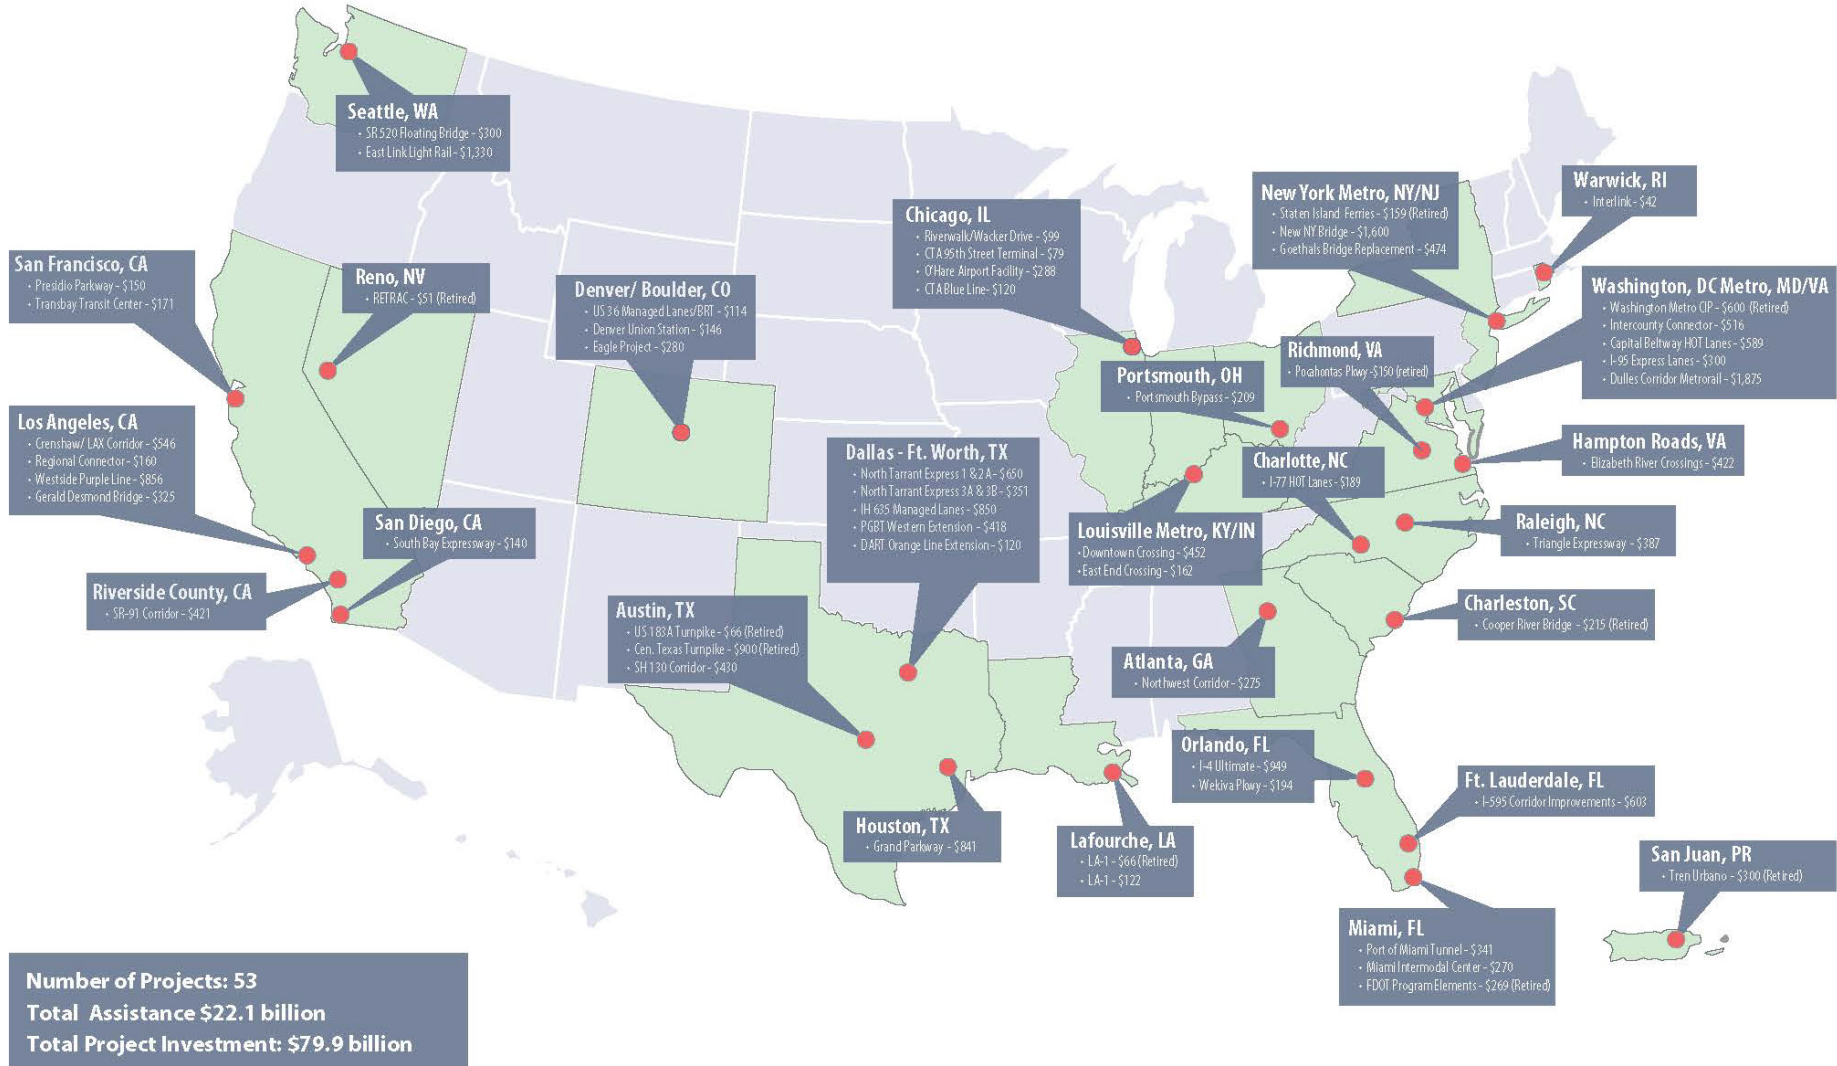 Seattle, WA
• SR 520 Floating Bridge - $300
• East Link Light Rail - $1,330
San Francisco, CA
• Presidio Parkway - $150
• Transbay Transit Center - $171
Reno, NV
• RETRAC - $51 (Retired)
Denver/ Boulder, CO
• US 36 Managed Lanes/BRT - $114
• Denver Union Station - $146
• Eagle Project - $280
Chicago, IL
• Riverwalk/Wacker Drive - $99
• CTA 95th Street Terminal - $79
• O'Hare Airport Facility - $288
• CTA Blue Line- $120
New York Metro, NY/NJ
• Staten Island Ferries - $159 (Retired)
• New NY Bridge - $1,600
• Goethals Bridge Replacement - $474
Warwick, RI
• Interlink - $42
Washington, DC Metro, MD/VA
• Washington Metro CIP - $600 (Retired)
• Intercounty Connector - $516
• Capital Beltway HOT Lanes - $589
• I-95 Express Lanes - $300
• Dulles Corridor Metrorail - $1,875
Richmond, VA
• Pocahontas Pkwy -$150 (retired)
Portsmouth, OH
• Portsmouth Bypass - $209
Los Angeles, CA
• Crenshaw/ LAX Corridor - $546
• Regional Connector - $160
• Westside Purple Line - $856
• Gerald Desmond Bridge - $325
Dallas - Ft. Worth, TX
• North Tarrant Express 1 & 2 A - $650
• North Tarrant Express 3A & 3B - $351
• IH 635 Managed Lanes - $850
• PGBT Western Extension - $418
• DART Orange Line Extension - $120
Charlotte, NC
• I-77 HOT Lanes - $189
Hampton Roads, VA
• Elizabeth River Crossings - $422
San Diego, CA
• South Bay Expressway - $140
Louisville Metro, KY/IN
• Downtown Crossing - $452
• East End Crossing - $162
Raleigh, NC
• Triangle Expressway - $387
Riverside County, CA
• SR-91 Corridor - $421
Austin, TX
• US 183A Turnpike - $66 (Retired)
• Cen. Texas Turnpike - $900 (Retired)
• SH 130 Corridor - $430
Charleston, SC
• Cooper River Bridge - $215 (Retired)
Atlanta, GA
• Northwest Corridor - $275
Orlando, FL
• I-4 Ultimate - $949
• Wekiva Pkwy - $194
Ft. Lauderdale, FL
• I-595 Corridor Improvements - $603
Houston, TX
• Grand Parkway - $841
Lafourche, LA
• LA-1 - $66 (Retired)
• LA-1 - $122
San Juan, PR
• Tren Urbano - $300 (Retired)
Miami, FL
• Port of Miami Tunnel - $341
• Miami Intermodal Center - $270
• FDOT Program Elements - $269 (Retired)
Number of Projects: 53
Total Assistance $22.1 billion
Total Project Investment: $79.9 billion